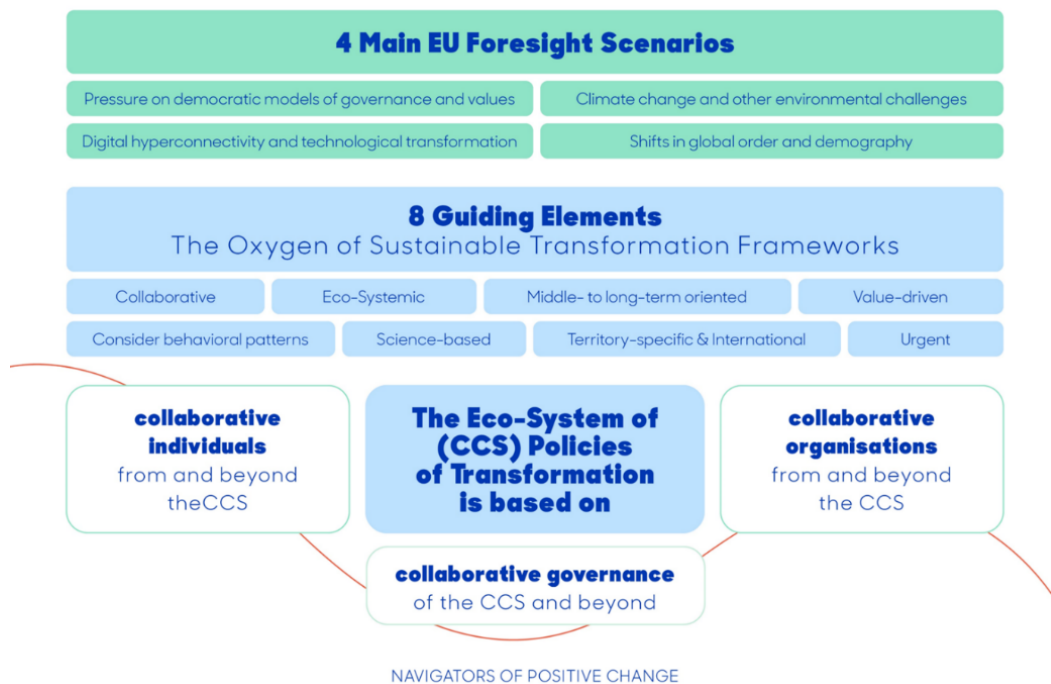 4 Main EU Foresight Scenarios
Pressure on democratic models of governance and values
Climate change and other environmental challenges
Digital hyperconnectivity and technological transformation
Shifts in global order and demography
8 Guiding Elements
The Oxygen of Sustainable Transformation Frameworks
Collaborative
Eco-Systemic
Middle- to long-term oriented
Value-driven
Consider behavioral patterns
Science-based
Territory-specific & International
Urgent
collaborative
individuals
from and beyond
theCCS
The Eco-System of
(CCS) Policies
of Transformation
is based on
collaborative
organisations
from and beyond
the CCS
collaborative governance
of the CCS and beyond
NAVIGATORS OF POSITIVE CHANGE